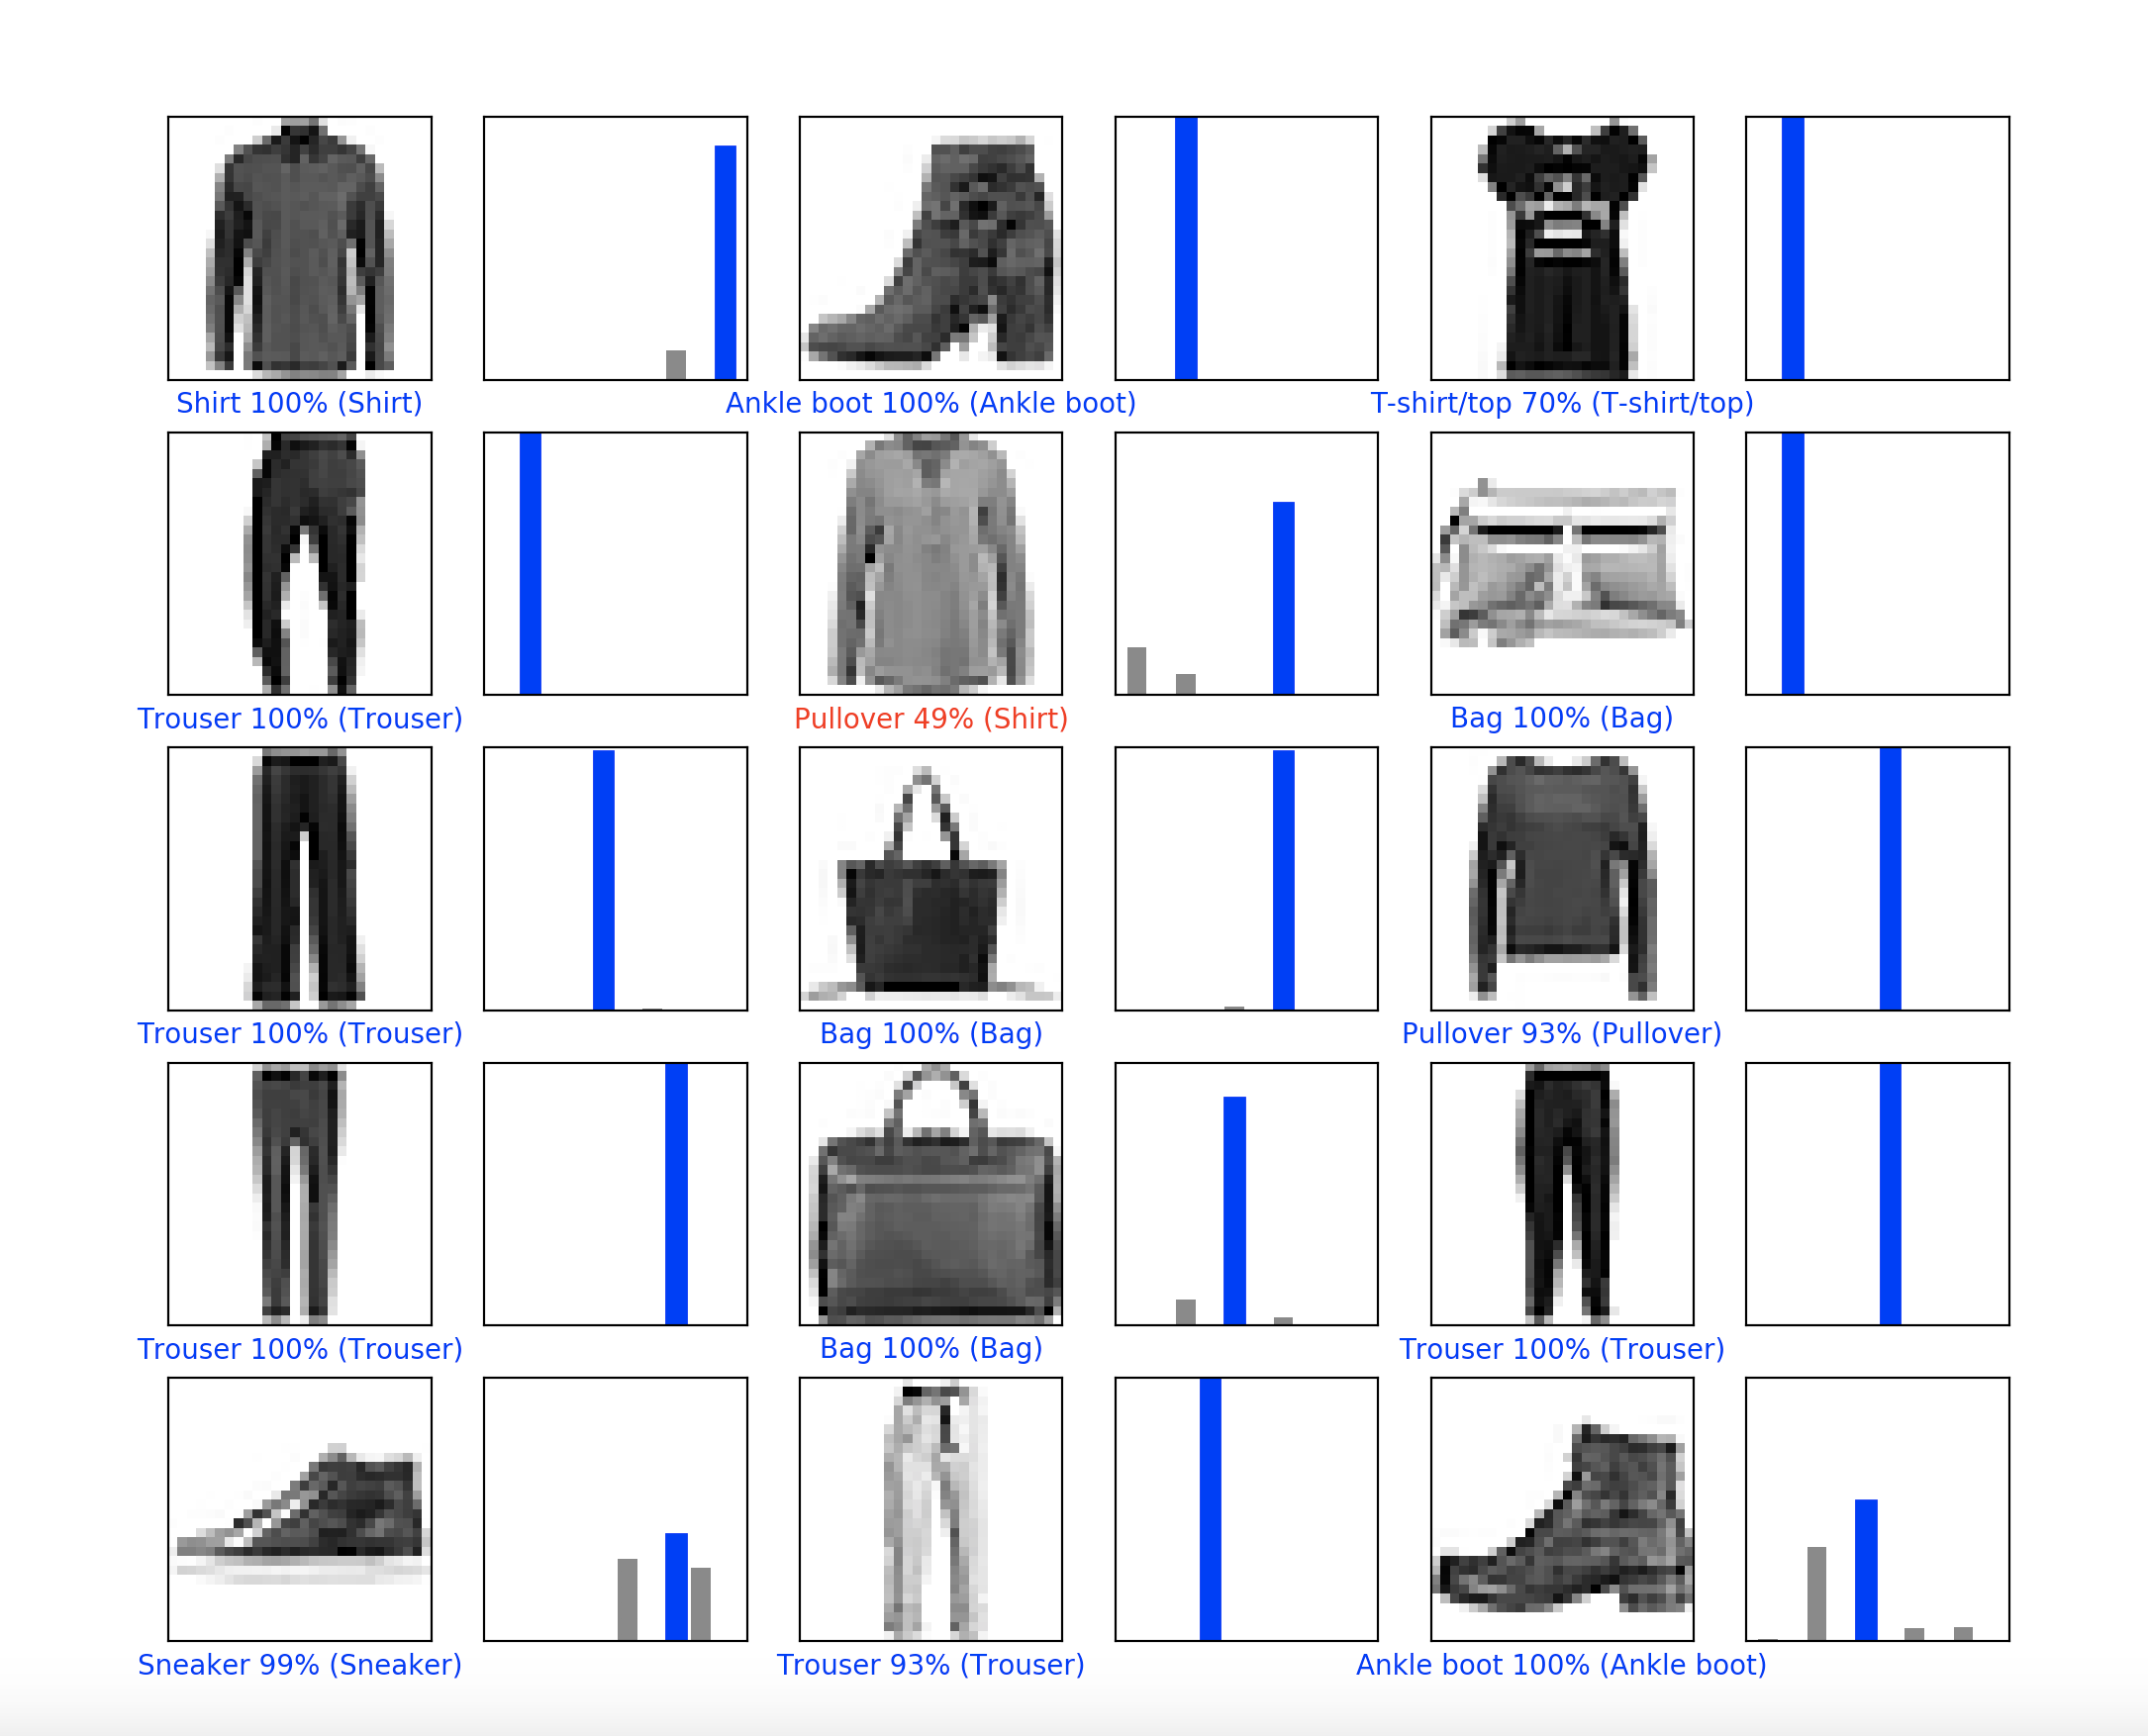 Shirt 100% (Shirt)
Ankle boot 100% (Ankle boot)
T-shirt/top 70% (T-shirt/top)
Trouser 100% (Trouser)
Pullover 49% (Shirt)
Bag 100% (Bag)
Trouser 100% (Trouser)
Bag 100% (Bag)
Pullover 93% (Pullover)
Trouser 100% (Trouser)
Bag 100% (Bag)
Trouser 100% (Trouser)
Sneaker 99% (Sneaker)
Trouser 93% (Trouser)
Ankle boot 100% (Ankle boot)